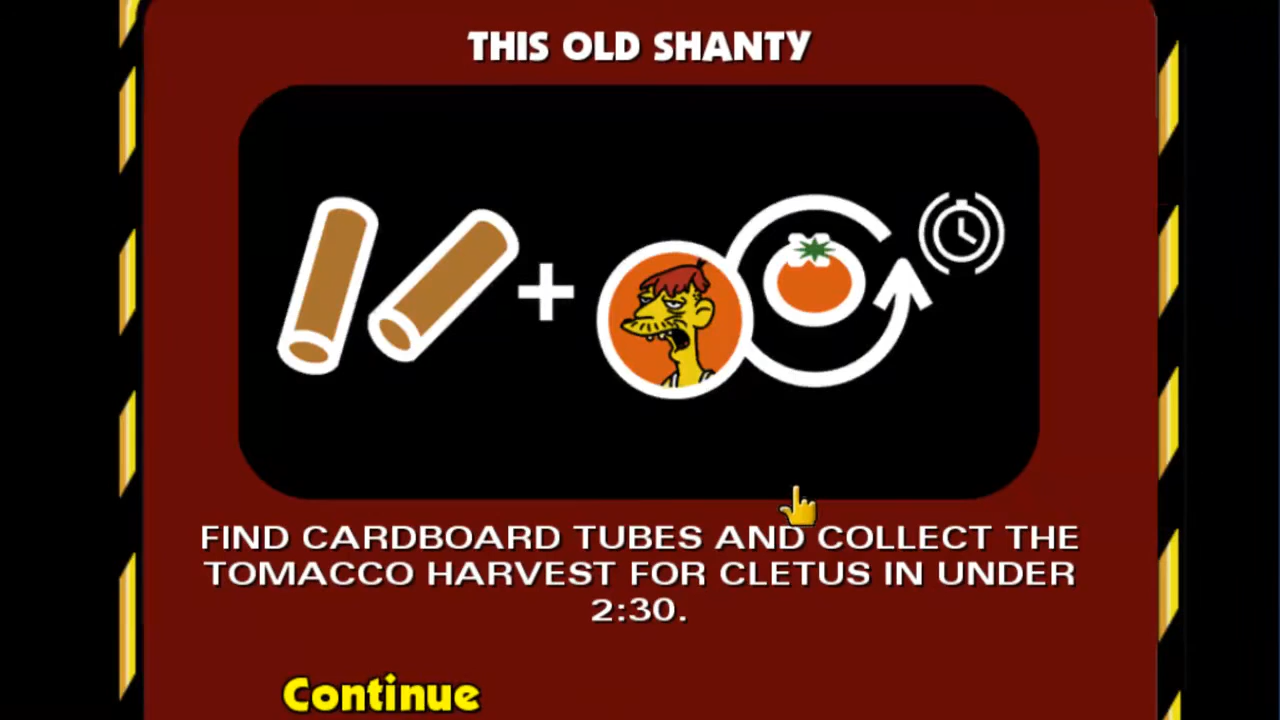 THIS OLD SHANTY
FIND CARDBOARD TUBES AND COLLECT THE
TOMACCO HARVEST FOR CLETUS IN UNDER
2:30.
Continue